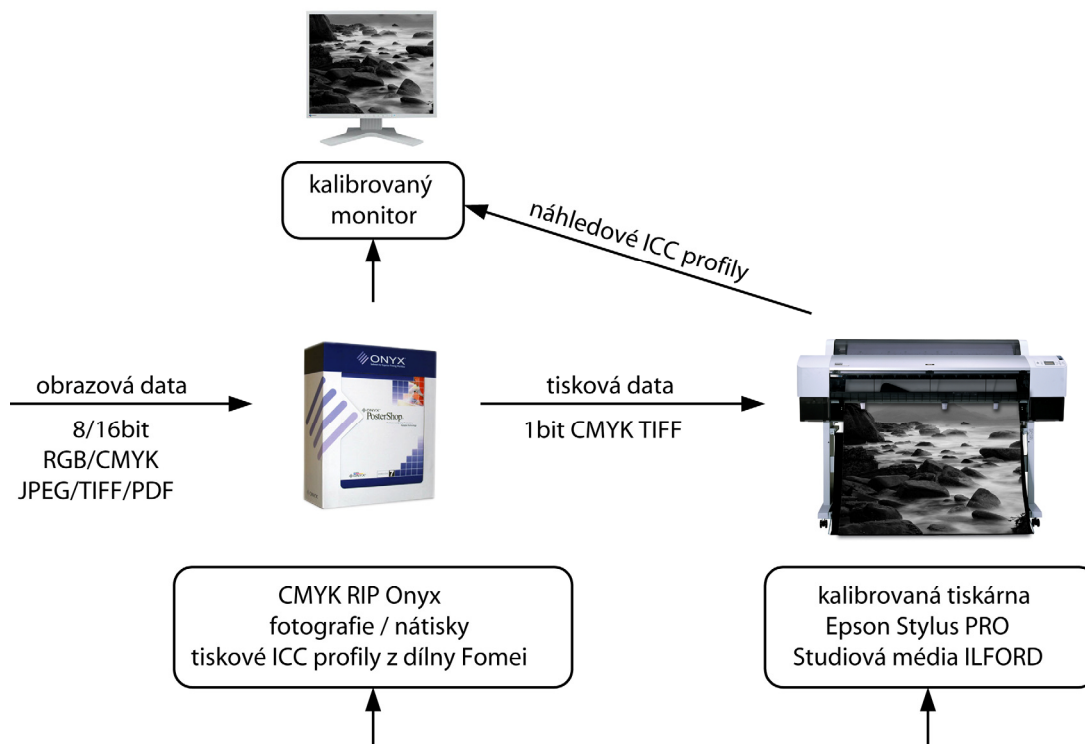 kalibrovaný
monitor
náhledové ICC profily
obrazová data
8/16bit
RGB/CMYK
JPEG/TIFF/PDF
ONYX
PosterShop
tisková data
1bit CMYK TIFF
CMYK RIP Onyx
fotografie / nátisky
tiskové ICC profily z dílny Fomei
kalibrovaná tiskárna
Epson Stylus PRO
Studiová média ILFORD